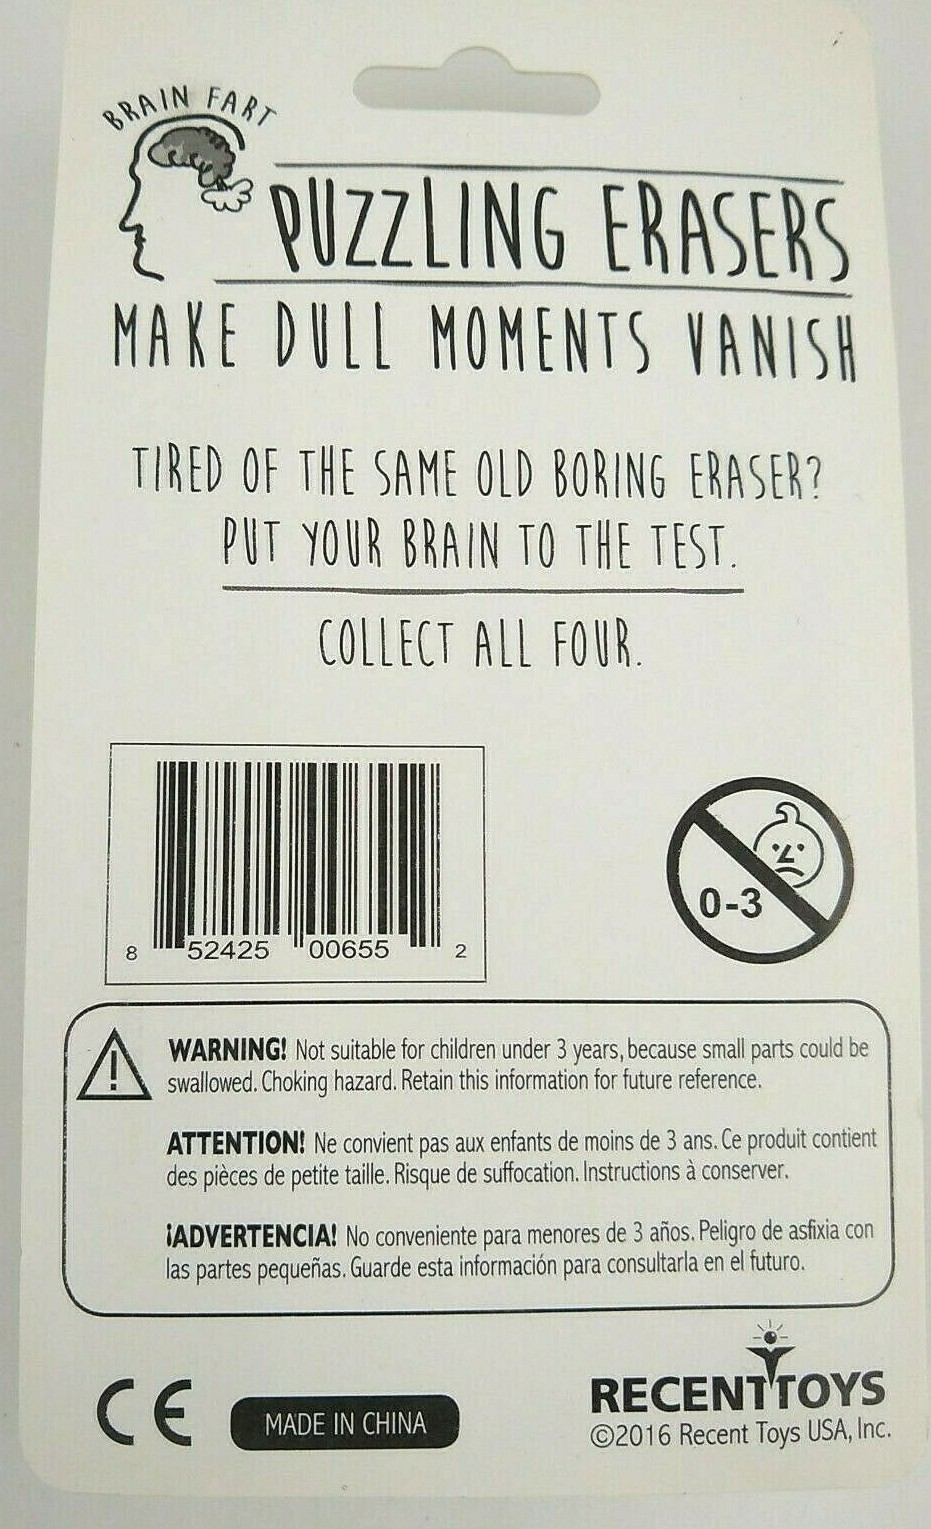 BRAIN FART
PUZZLING ERASERS
MAKE DULL MOMENTS VANISH
TIRED OF THE SAME OLD BORING ERASER?
PUT YOUR BRAIN TO THE TEST.
COLLECT ALL FOUR.
0-3
8 52425 00655 2
WARNING! Not suitable for children under 3 years, because small parts could be
swallowed. Choking hazard. Retain this information for future reference.
ATTENTION! Ne convient pas aux enfants de moins de 3 ans. Ce produit contient
des pièces de petite taille. Risque de suffocation. Instructions à conserver.
¡ADVERTENCIA! No conveniente para menores de 3 años. Peligro de asfixia con
las partes pequeñas. Guarde esta información para consultarla en el futuro.
CE
MADE IN CHINA
RECENTTOYS
©2016 Recent Toys USA, Inc.